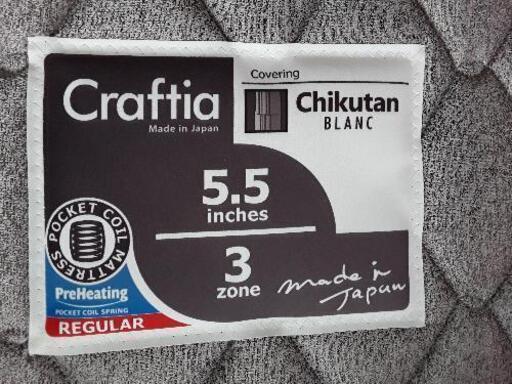 Craftia
Made in Japan
Covering
Chikutan
BLANC
5.5
inches
3
zone
POCKET COIL
MATTRESS
PreHeating
POCKET COIL SPRING
REGULAR
made in
Japan